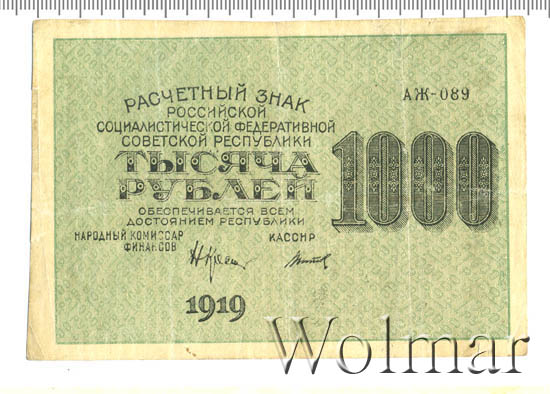 АЖ-089
РАСЧЕТНЫЙ ЗНАК
РОССИЙСКОЙ
СОЦИАЛИСТИЧЕСКОЙ ФЕДЕРАТИВНОЙ
СОВЕТСКОЙ РЕСПУБЛИКИ
ТЫСЯЧА
РУБЛЕЙ
1000
ОБЕСПЕЧИВАЕТСЯ ВСЕМ
ДОСТОЯНИЕМ РЕСПУБЛИКИ
НАРОДНЫЙ КОМИССАР
ФИНАНСОВ
КАССИР
1919
Wolmar